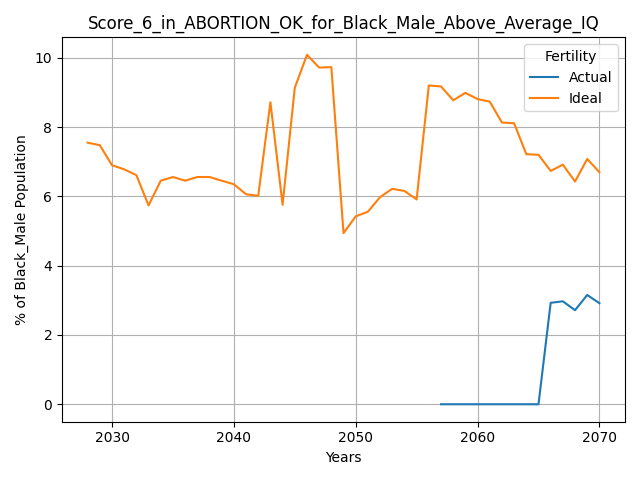 Score_6_in_ABORTION_OK_for_Black_Male_Above_Average_IQ
Fertility
Actual
Ideal
% of Black_Male Population
10
8
6
4
2
0
2030 2040 2050 2060 2070
Years